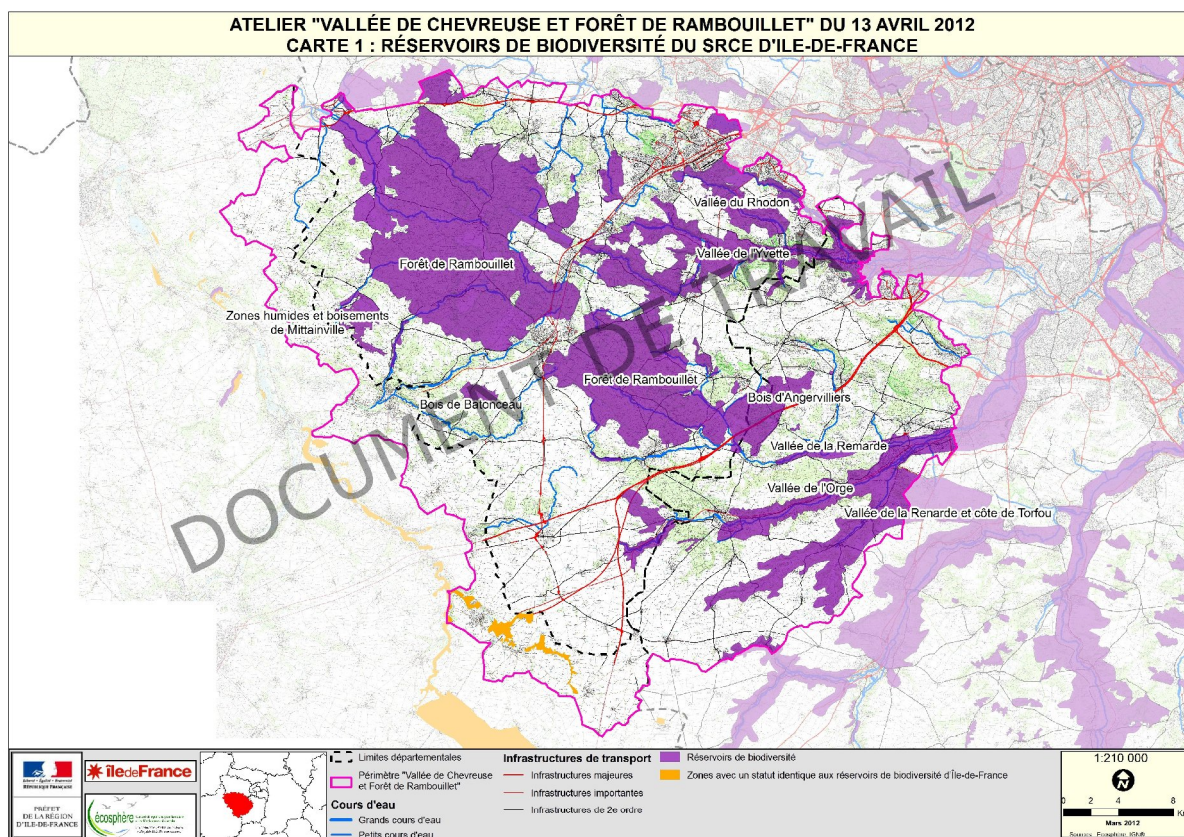 ATELIER "VALLÉE DE CHEVREUSE ET FORÊT DE RAMBOUILLET" DU 13 AVRIL 2012
CARTE 1 : RÉSERVOIRS DE BIODIVERSITÉ DU SRCE D'ILE-DE-FRANCE
Vallée du Rhodon
Vallée de l'Yvette
Forêt de Rambouillet
Zones humides et boisements
de Mittainville
Forêt de Rambouillet
Bois d'Angervilliers
Bois de Batonceau
Vallée de la Remarde
Vallée de l'Orge
Vallée de la Renarde et côte de Torfou
DOCUMENT DE TRAVAIL
RÉPUBLIQUE FRANÇAISE
PRÉFET
DE LA RÉGION
D'ILE-DE-FRANCE
îledeFrance
écosphère
Limites départementales
Périmètre "Vallée de Chevreuse
et Forêt de Rambouillet"
Cours d'eau
Grands cours d'eau
Petits cours d'eau
Infrastructures de transport
Infrastructures majeures
Infrastructures importantes
Infrastructures de 2e ordre
Réservoirs de biodiversité
Zones avec un statut identique aux réservoirs de biodiversité d'Île-de-France
1:210 000
0 2 4 8
Km
Mars 2012
Sources : Ecosphère, IGN®